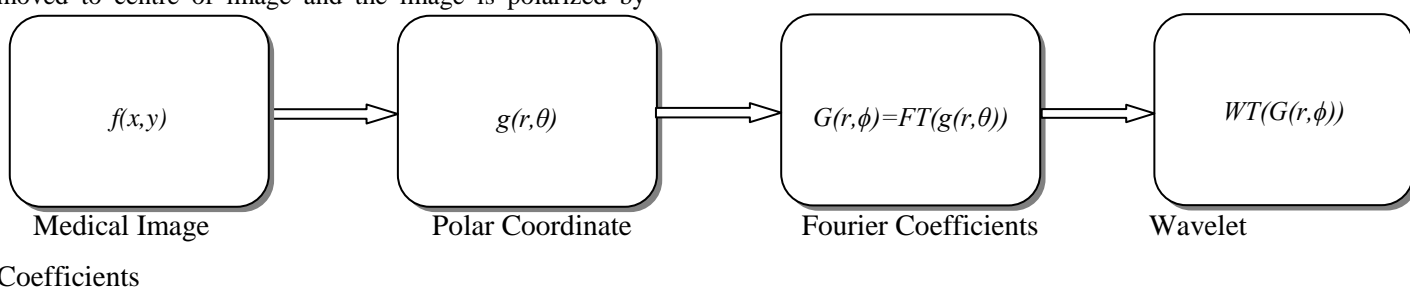 moved to centre of image and the image is polarized by
f(x,y)
g(r,θ)
G(r,ϕ)=FT(g(r,θ))
WT(G(r,ϕ))
Medical Image
Polar Coordinate
Fourier Coefficients
Wavelet
Coefficients